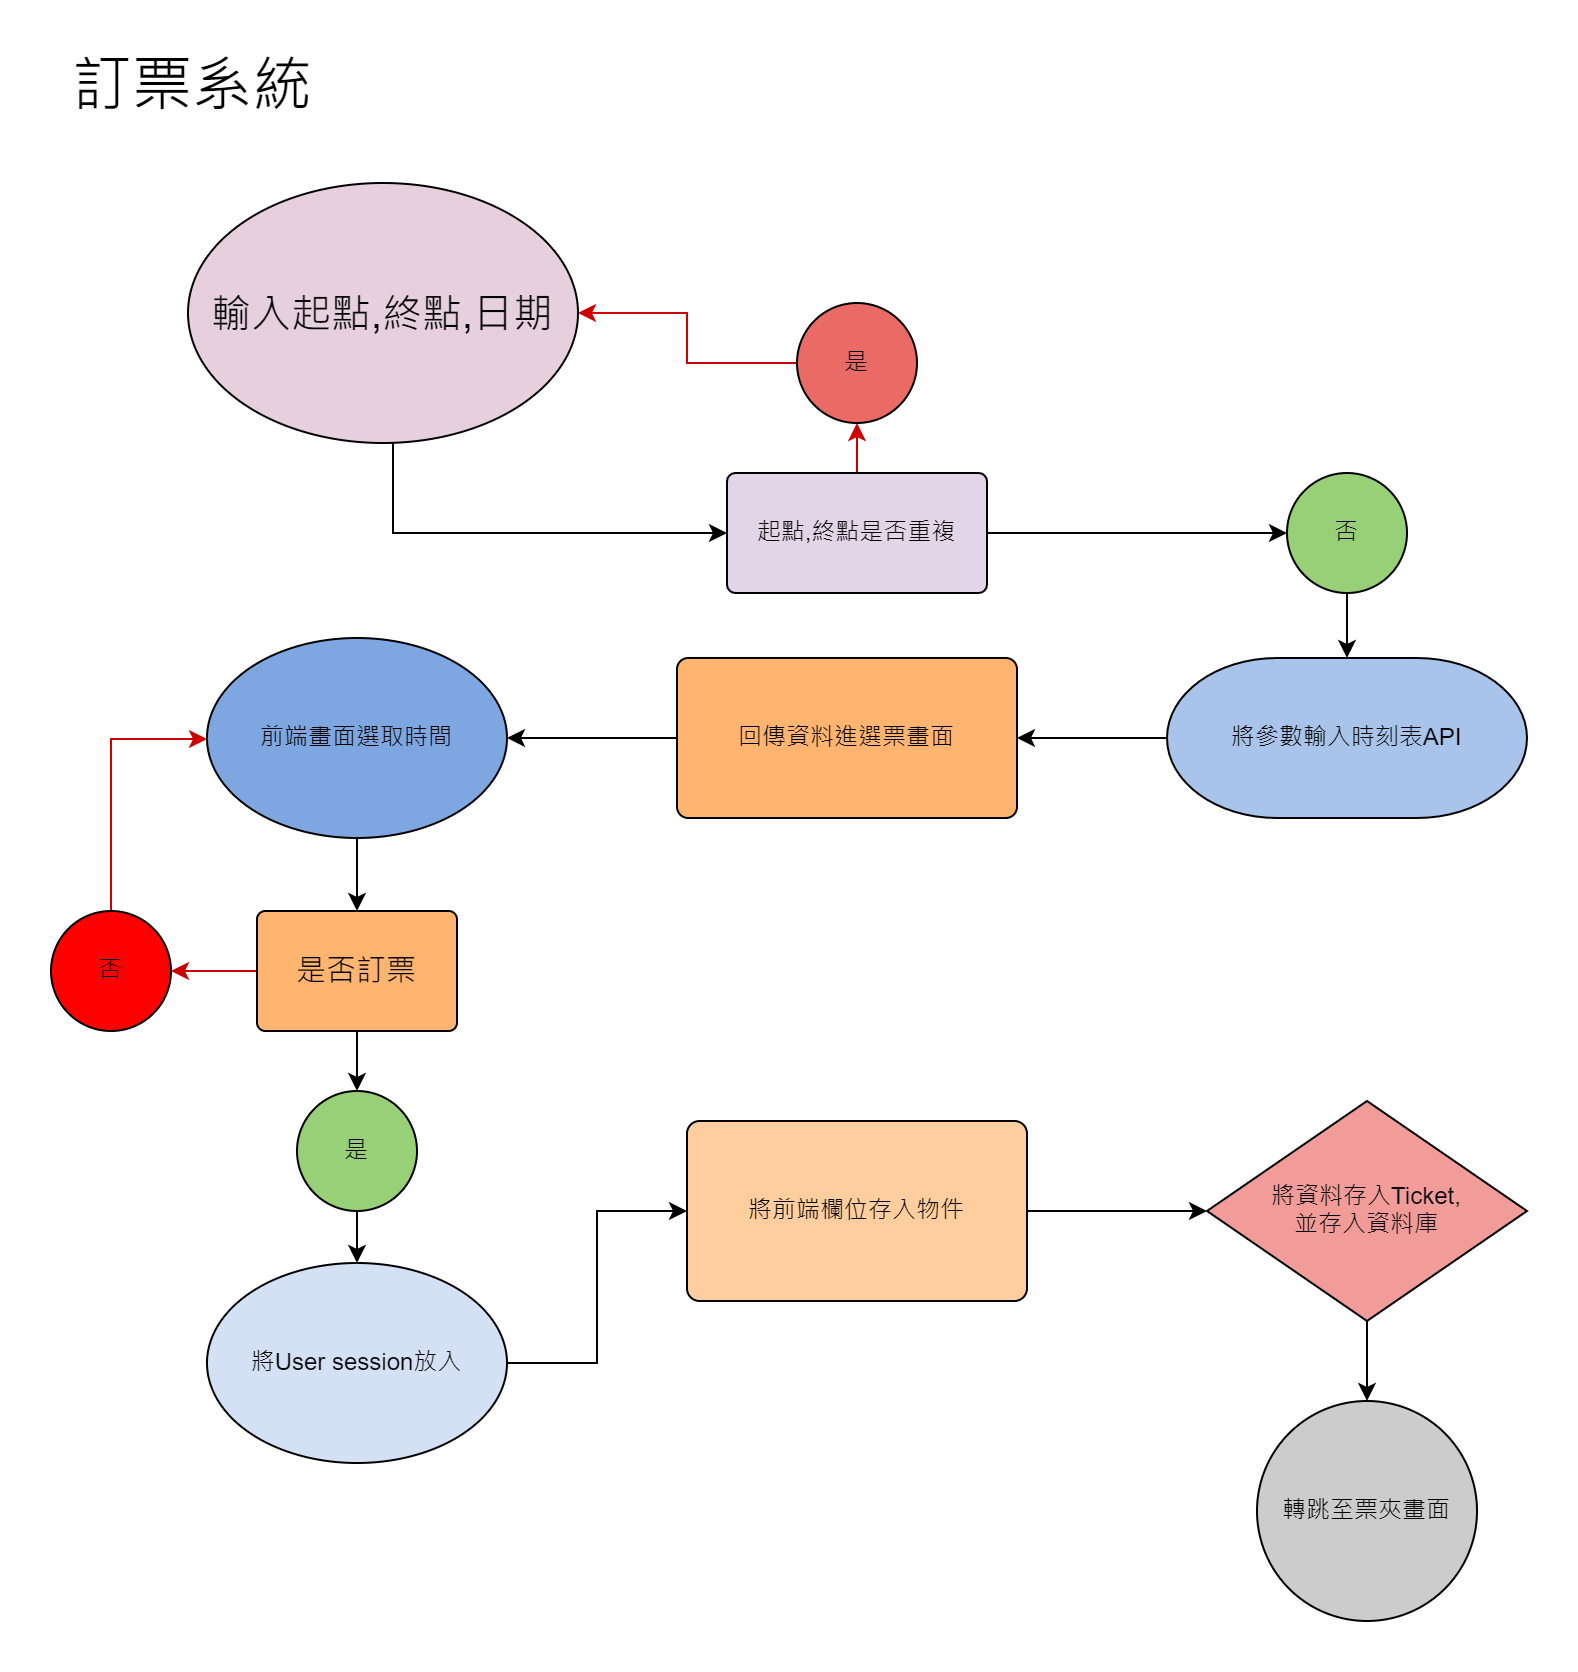 訂票系統
輸入起點,終點,日期
是
起點,終點是否重複
否
將參數輸入時刻表API
回傳資料進選票畫面
前端畫面選取時間
是否訂票
否
是
將User session放入
將前端欄位存入物件
將資料存入Ticket,
並存入資料庫
轉跳至票夾畫面